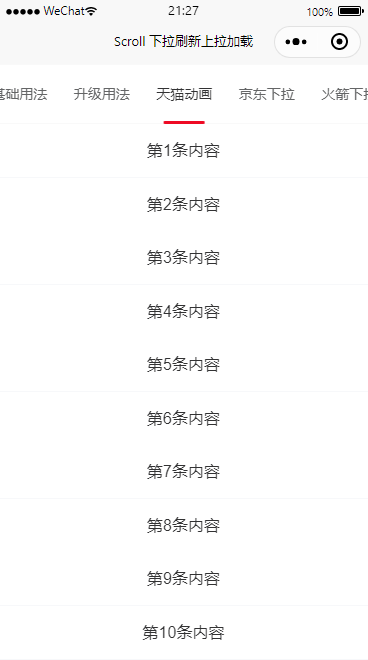 WeChat 21:27 100%
Scroll 下拉刷新上拉加载
基础用法 升级用法 天猫动画 京东下拉 火箭下拉
第1条内容
第2条内容
第3条内容
第4条内容
第5条内容
第6条内容
第7条内容
第8条内容
第9条内容
第10条内容